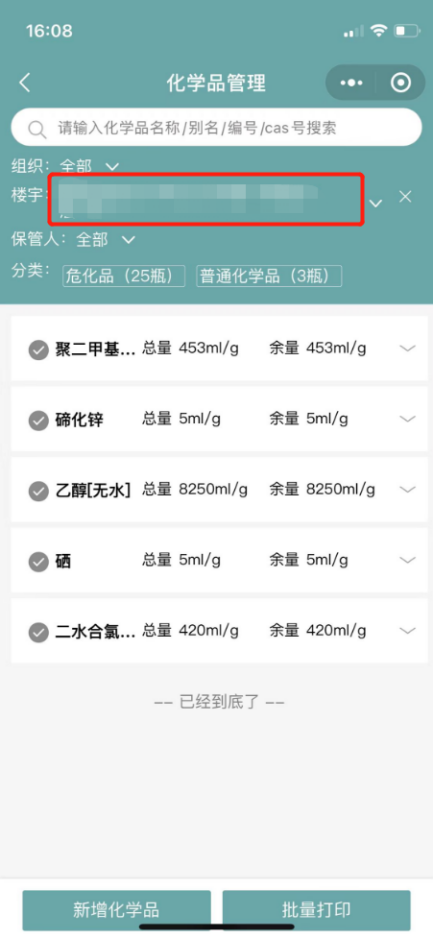 16:08
化学品管理
请输入化学品名称/别名/编号/cas号搜索
组织：全部
楼宇：
保管人：全部
分类： 危化品（25瓶） 普通化学品（3瓶）
聚二甲基... 总量 453ml/g 余量 453ml/g
碲化锌 总量 5ml/g 余量 5ml/g
乙醇[无水] 总量 8250ml/g 余量 8250ml/g
硒 总量 5ml/g 余量 5ml/g
二水合氯... 总量 420ml/g 余量 420ml/g
-- 已经到底了 --
新增化学品 批量打印